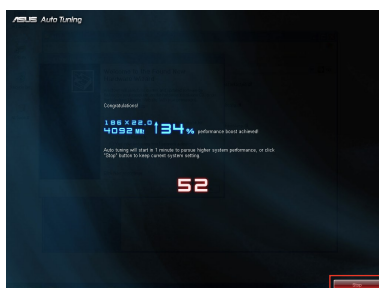 ASUS Auto Tuning
Congratulations!
186×22.0
4092 MHz ↑34% performance boost achieved!
Auto tuning will start in 1 minute to pursue higher system performance, or click
"Stop" button to keep current system setting.
52
Stop